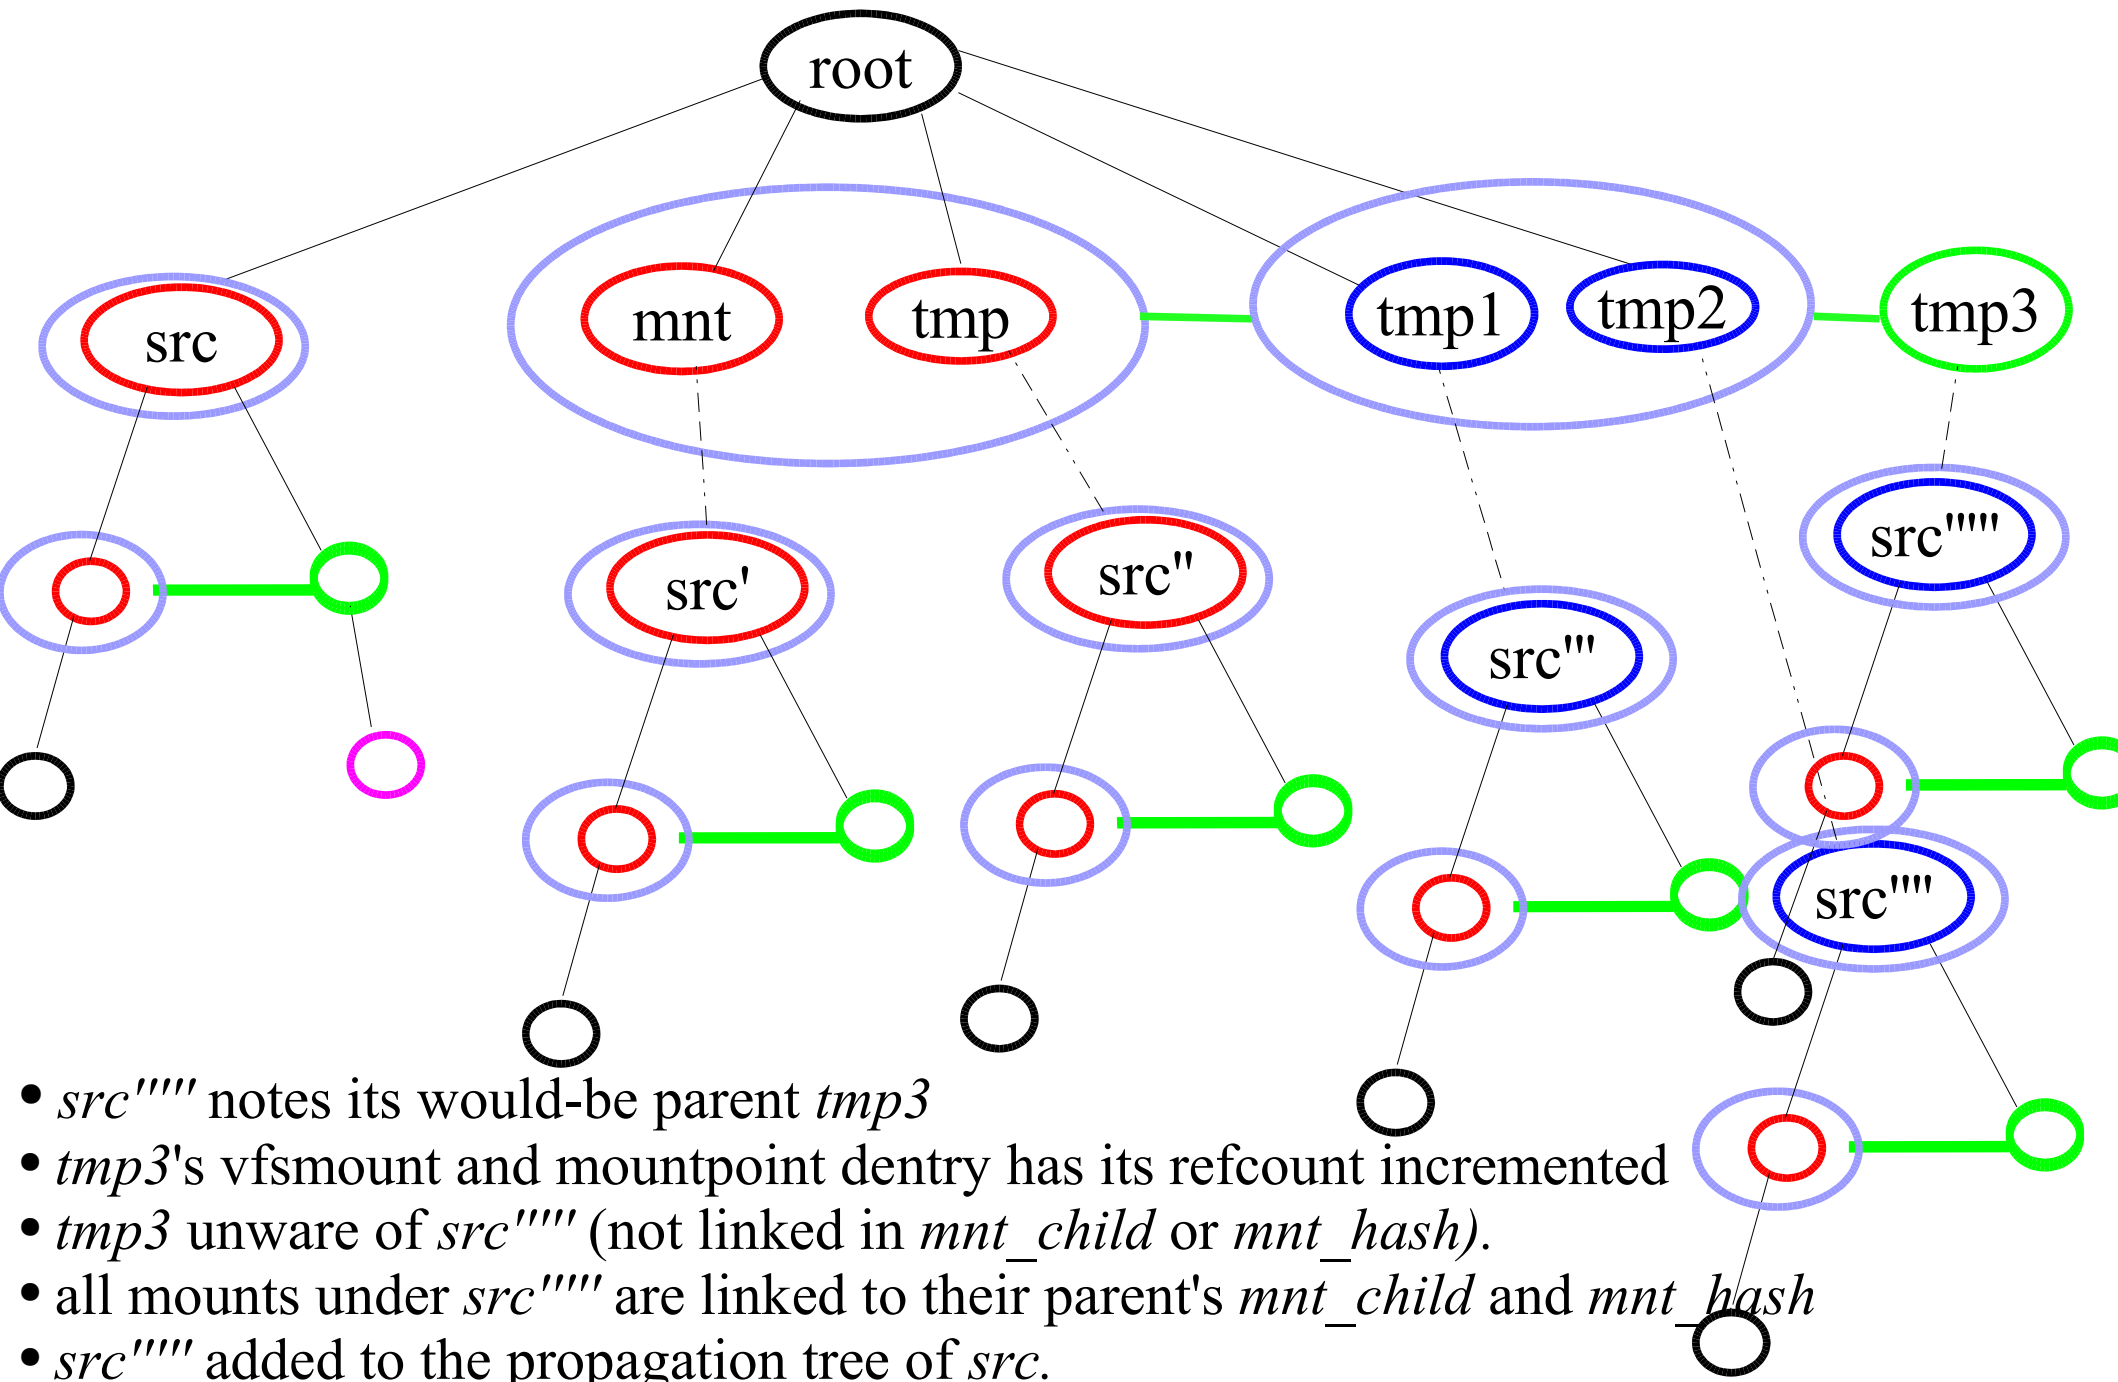 root
src
mnt
tmp
tmp1
tmp2
tmp3
src'
src''
src'''
src'''''
src''''
• src''''' notes its would-be parent tmp3
• tmp3's vfsmount and mountpoint dentry has its refcount incremented
• tmp3 unware of src''''' (not linked in mnt_child or mnt_hash).
• all mounts under src''''' are linked to their parent's mnt_child and mnt_hash
• src''''' added to the propagation tree of src.